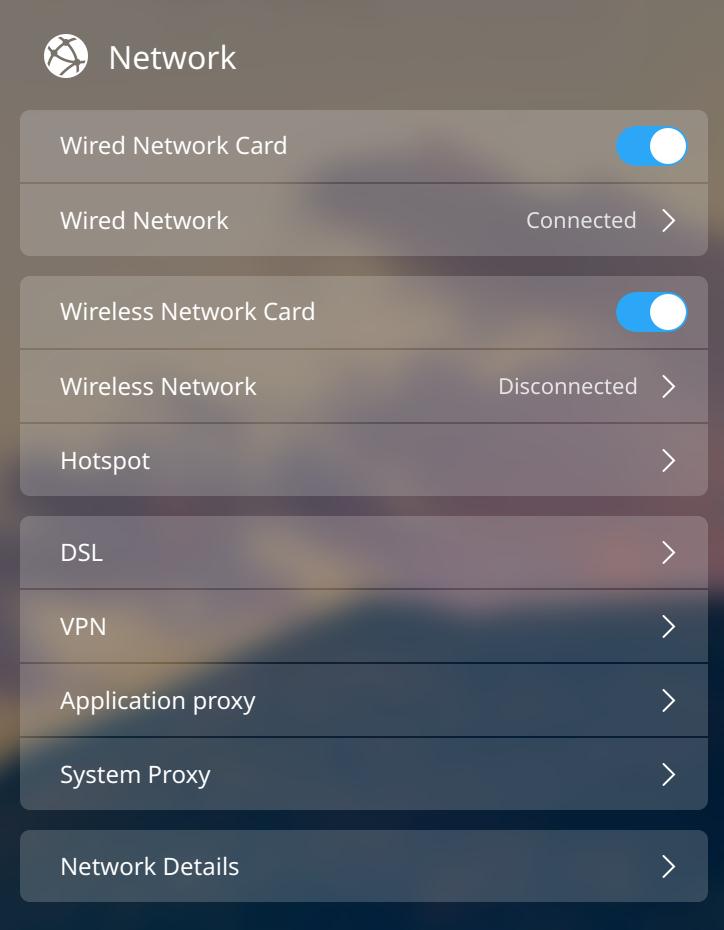 Network
Wired Network Card
Wired Network Connected
Wireless Network Card
Wireless Network Disconnected
Hotspot
DSL
VPN
Application proxy
System Proxy
Network Details